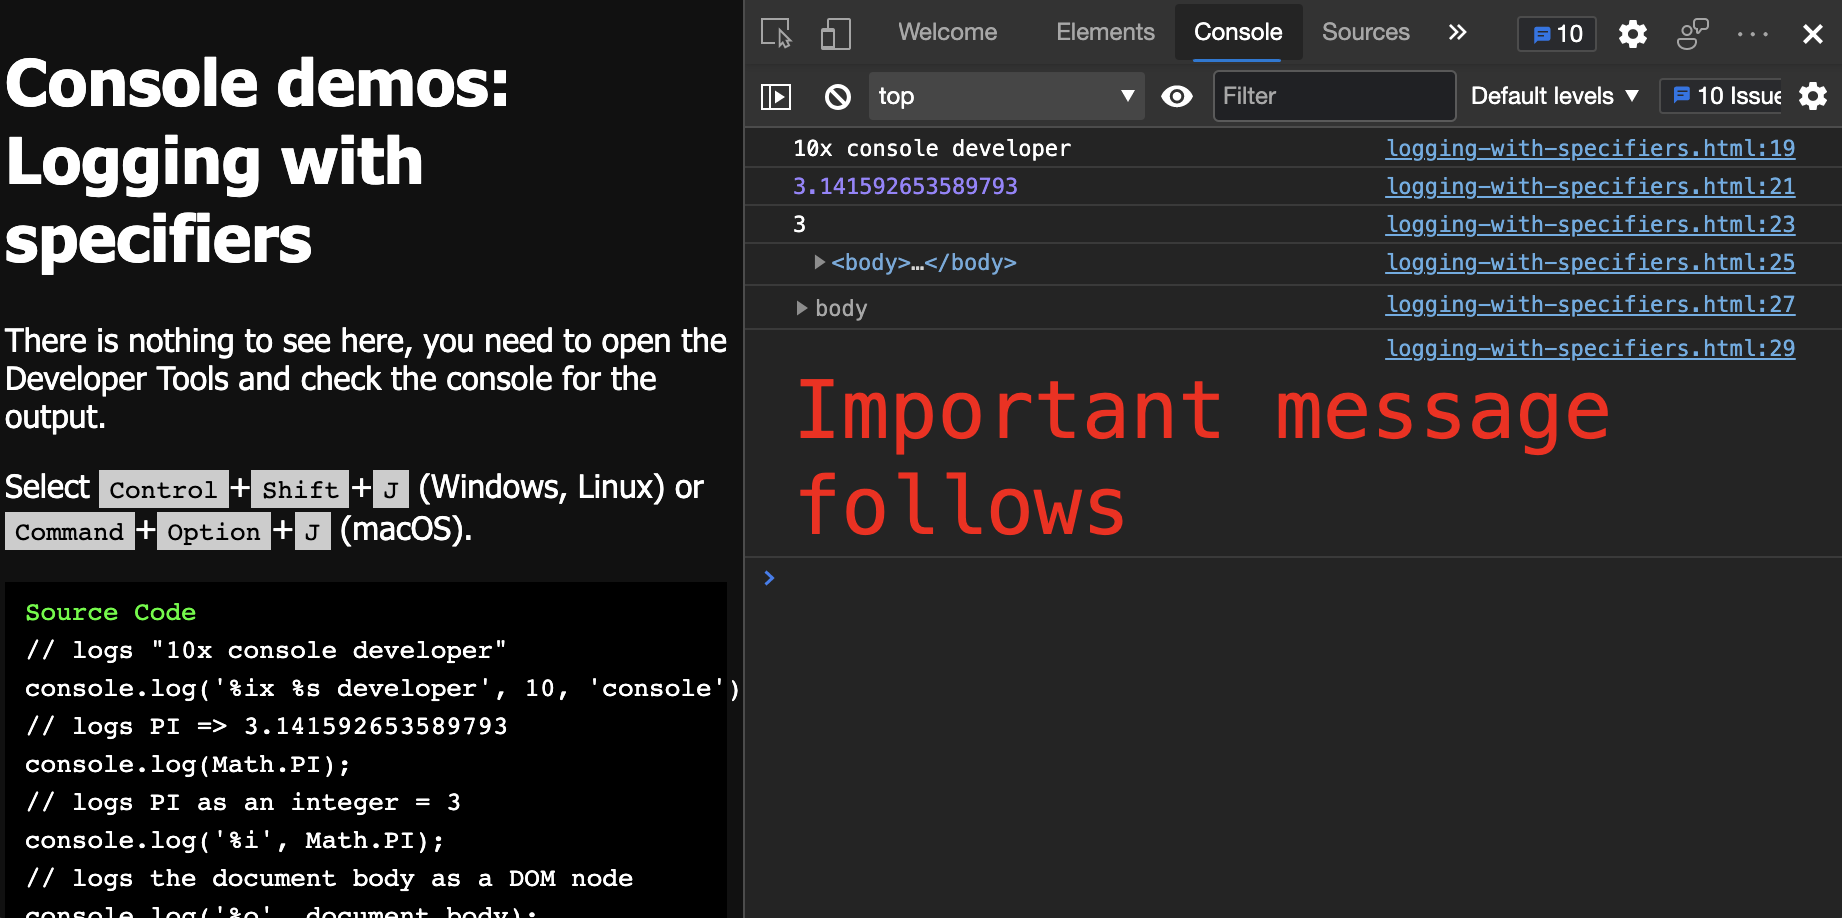 Console demos:
Logging with
specifiers
There is nothing to see here, you need to open the
Developer Tools and check the console for the
output.
Select Control+Shift+J (Windows, Linux) or
Command+Option+J (macOS).
Source Code
// logs "10x console developer"
console.log('%ix %s developer', 10, 'console')
// logs PI => 3.141592653589793
console.log(Math.PI);
// logs PI as an integer = 3
console.log('%i', Math.PI);
// logs the document body as a DOM node
console.log('%o', document.body);
Welcome Elements Console Sources » 10
top Filter Default levels 10 Issue
10x console developer logging-with-specifiers.html:19
3.141592653589793 logging-with-specifiers.html:21
3 logging-with-specifiers.html:23
<body>…</body> logging-with-specifiers.html:25
body logging-with-specifiers.html:27
logging-with-specifiers.html:29
Important message
follows